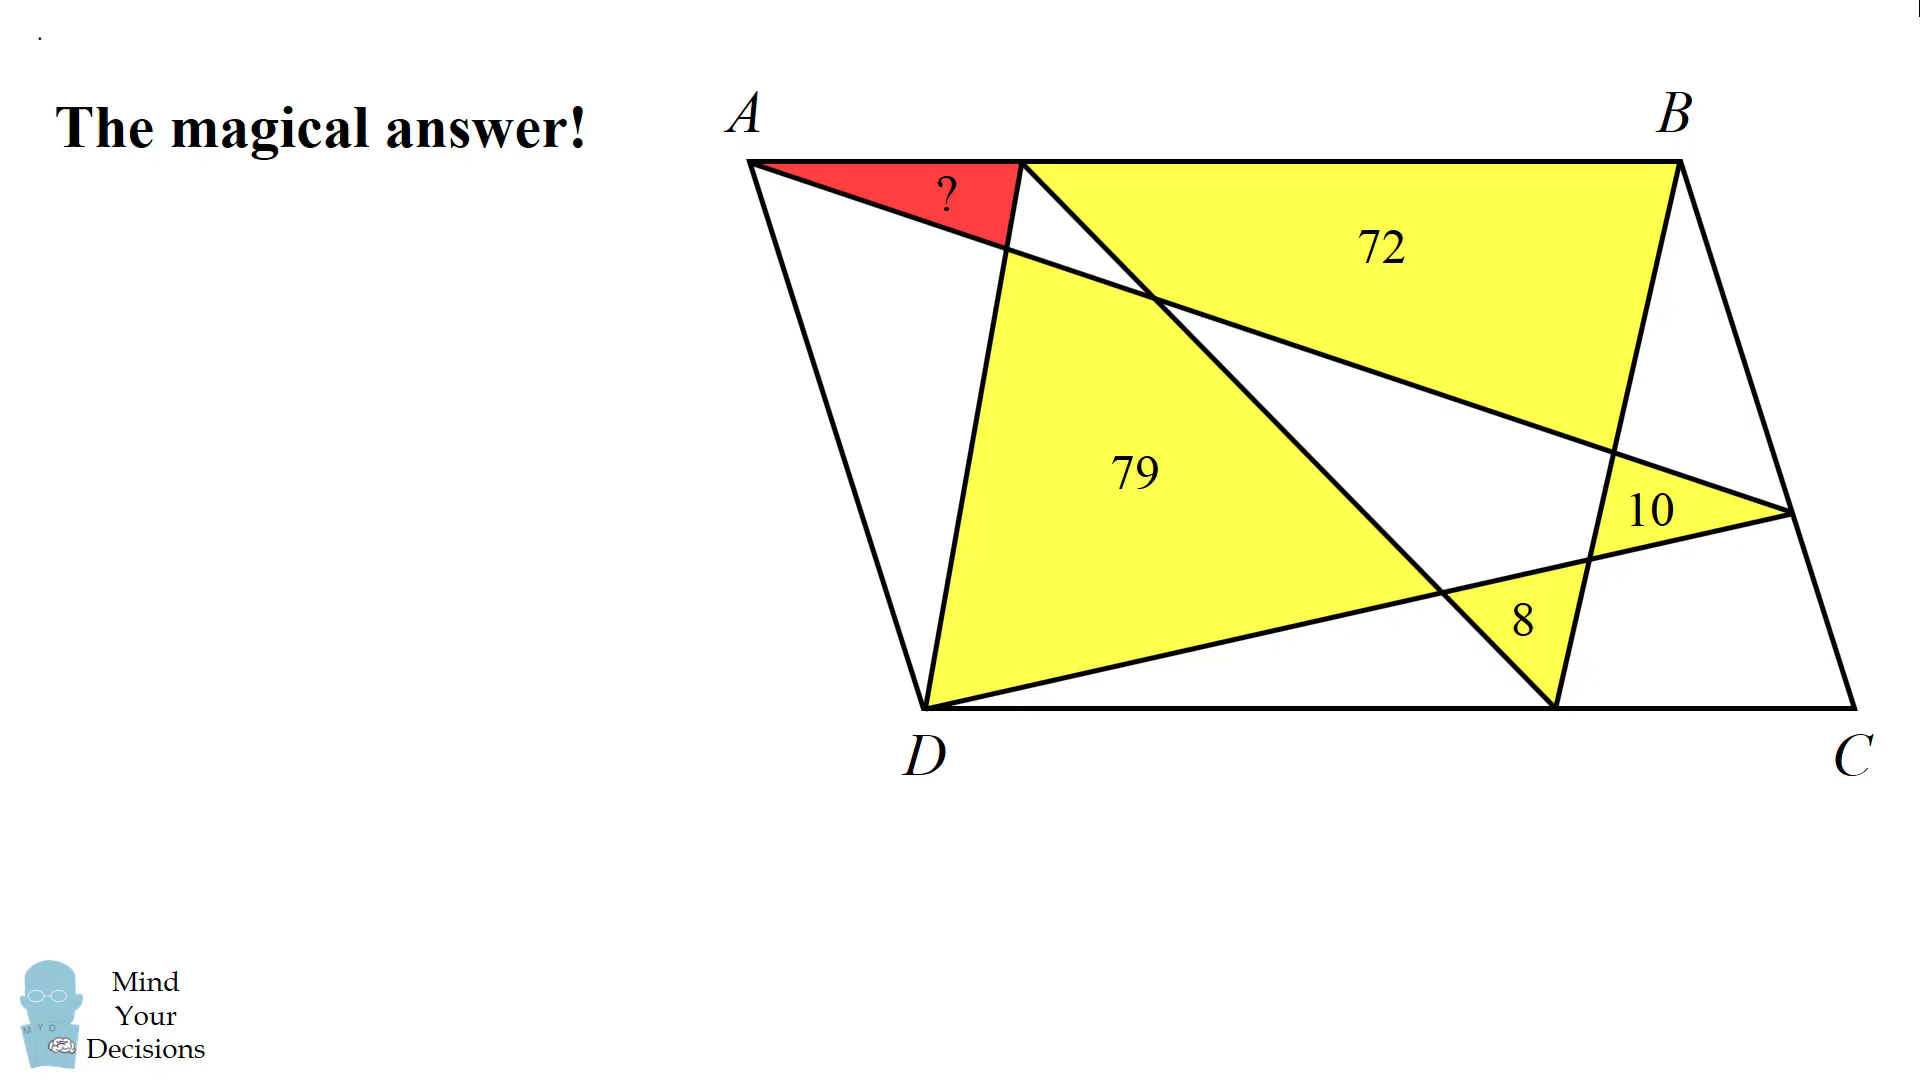 .
A
B
The magical answer!
?
72
79
10
8
D
C
M Y D
Mind
Your
Decisions